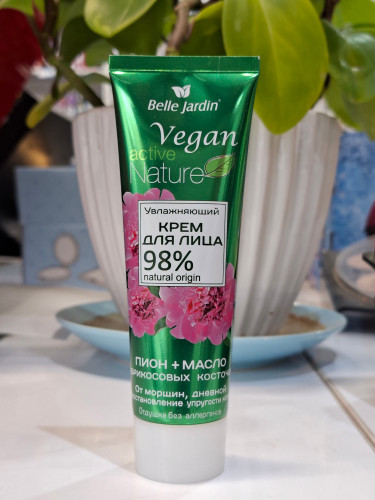 Belle Jardin
Vegan
active
Nature
Увлажняющий
КРЕМ
ДЛЯ ЛИЦА
98%
natural origin
ПИОН + МАСЛО
От морщин, дневной
упругости
Отдушка без аллергенов